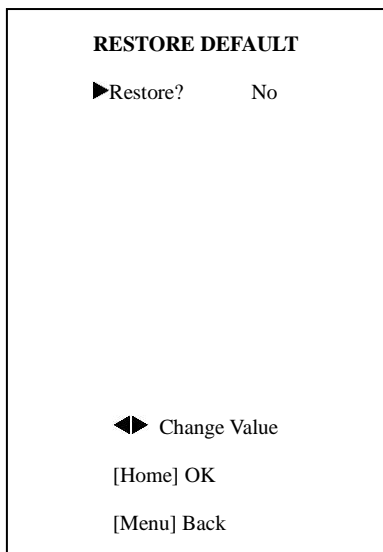 RESTORE DEFAULT
▶Restore? No
◀▶ Change Value
[Home] OK
[Menu] Back